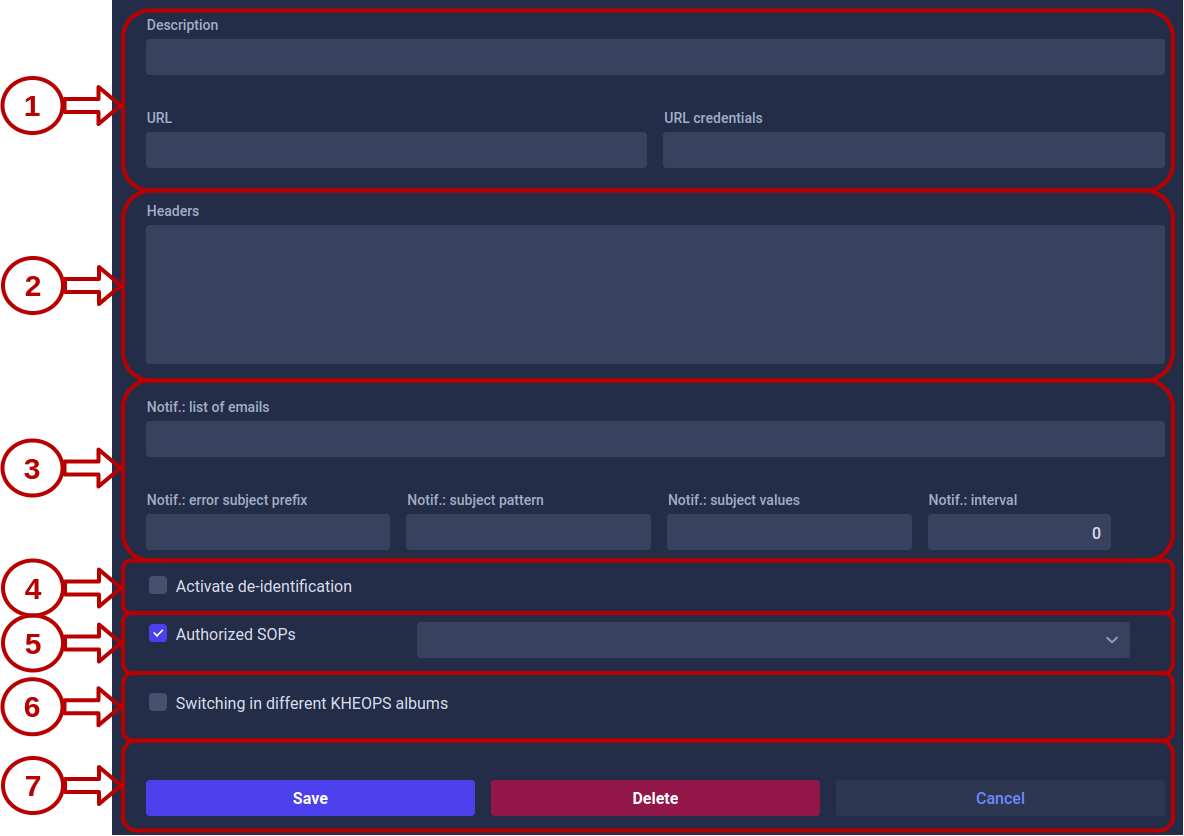 Description
1
URL URL credentials
Headers
2
Notif.: list of emails
3
Notif.: error subject prefix Notif.: subject pattern Notif.: subject values Notif.: interval
0
4 Activate de-identification
5 Authorized SOPs
6 Switching in different KHEOPS albums
7 Save Delete Cancel